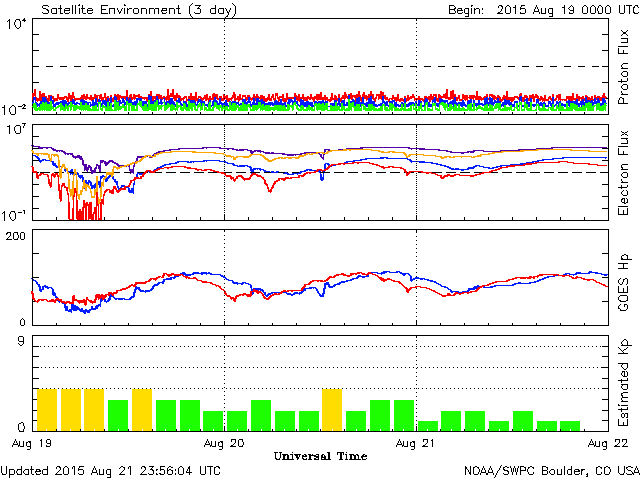 Satellite Environment (3 day) Begin: 2015 Aug 19 0000 UTC
10^4
10^-2
Proton Flux
10^7
10^-1
Electron Flux
200
0
GOES Hp
9
0
Estimated Kp
Aug 19 Aug 20 Aug 21 Aug 22
Universal Time
Updated 2015 Aug 21 23:56:04 UTC NOAA/SWPC Boulder, CO USA